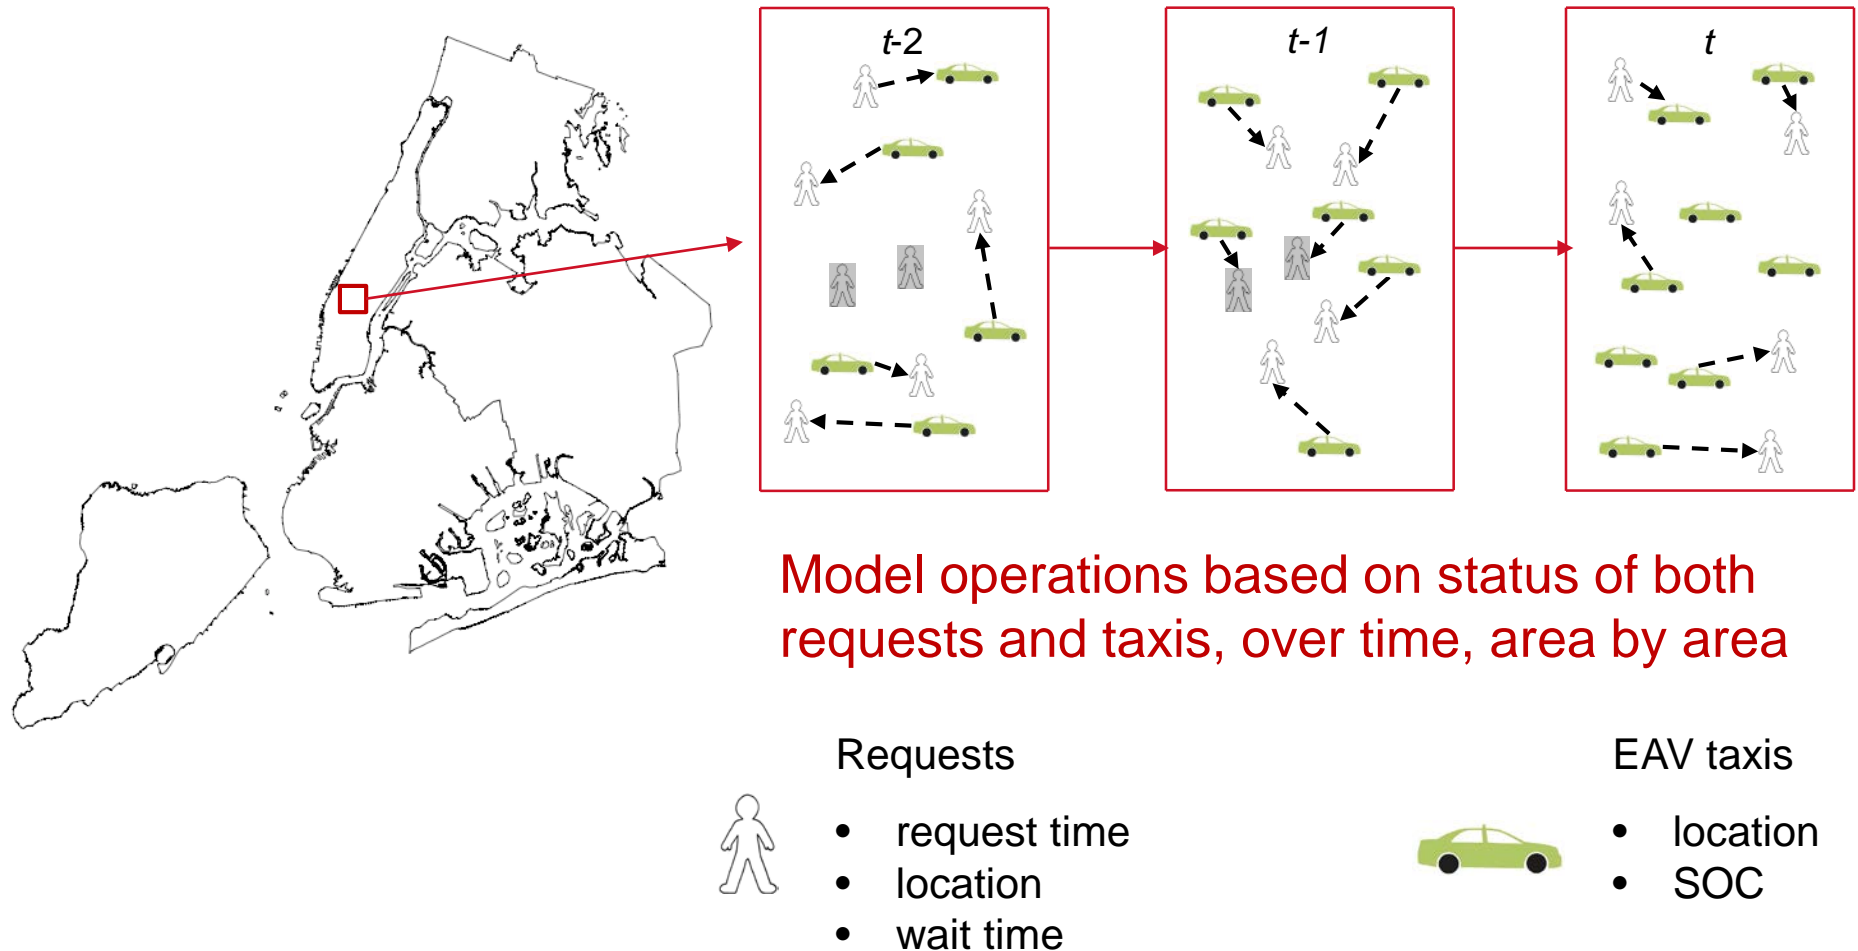 t-2
t-1
t
Model operations based on status of both
requests and taxis, over time, area by area
Requests
• request time
• location
• wait time
EAV taxis
• location
• SOC